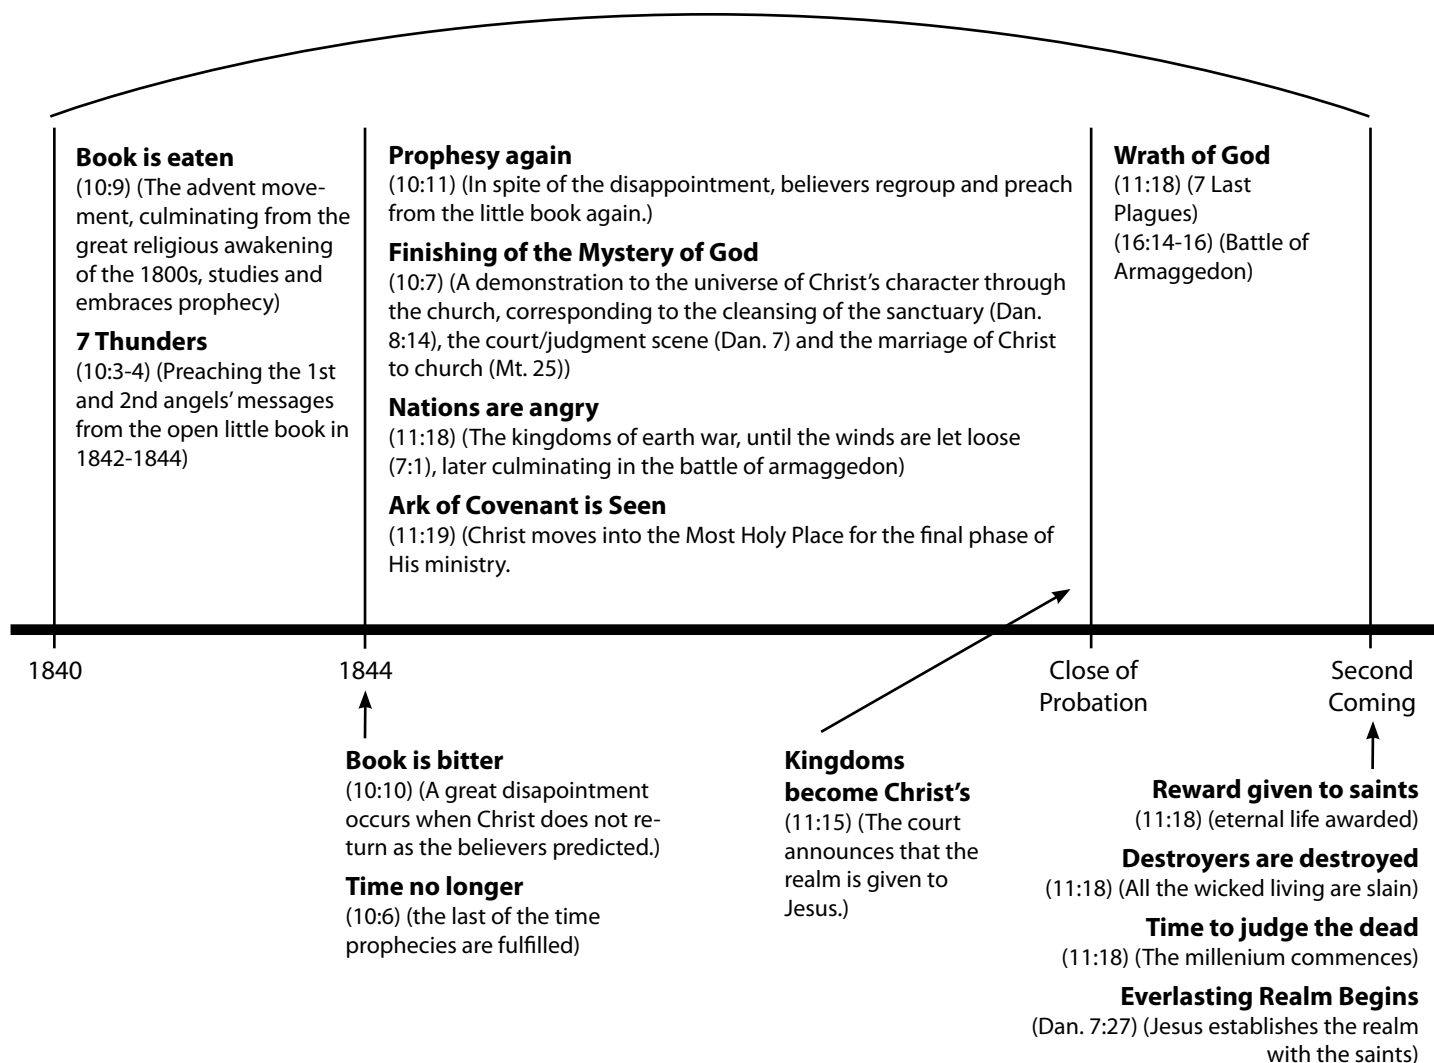 Book is eaten
(10:9) (The advent move-
ment, culminating from the
great religious awakening
of the 1800s, studies and
embraces prophecy)
7 Thunders
(10:3-4) (Preaching the 1st
and 2nd angels’ messages
from the open little book in
1842-1844)
Prophesy again
(10:11) (In spite of the disappointment, believers regroup and preach
from the little book again.)
Finishing of the Mystery of God
(10:7) (A demonstration to the universe of Christ’s character through
the church, corresponding to the cleansing of the sanctuary (Dan.
8:14), the court/judgment scene (Dan. 7) and the marriage of Christ
to church (Mt. 25))
Nations are angry
(11:18) (The kingdoms of earth war, until the winds are let loose
(7:1), later culminating in the battle of armaggedon)
Ark of Covenant is Seen
(11:19) (Christ moves into the Most Holy Place for the final phase of
His ministry.
Wrath of God
(11:18) (7 Last
Plagues)
(16:14-16) (Battle of
Armaggedon)
1840
1844
Close of
Probation
Second
Coming
Book is bitter
(10:10) (A great disapointment
occurs when Christ does not re-
turn as the believers predicted.)
Time no longer
(10:6) (the last of the time
prophecies are fulfilled)
Kingdoms
become Christ’s
(11:15) (The court
announces that the
realm is given to
Jesus.)
Reward given to saints
(11:18) (eternal life awarded)
Destroyers are destroyed
(11:18) (All the wicked living are slain)
Time to judge the dead
(11:18) (The millenium commences)
Everlasting Realm Begins
(Dan. 7:27) (Jesus establishes the realm
with the saints)